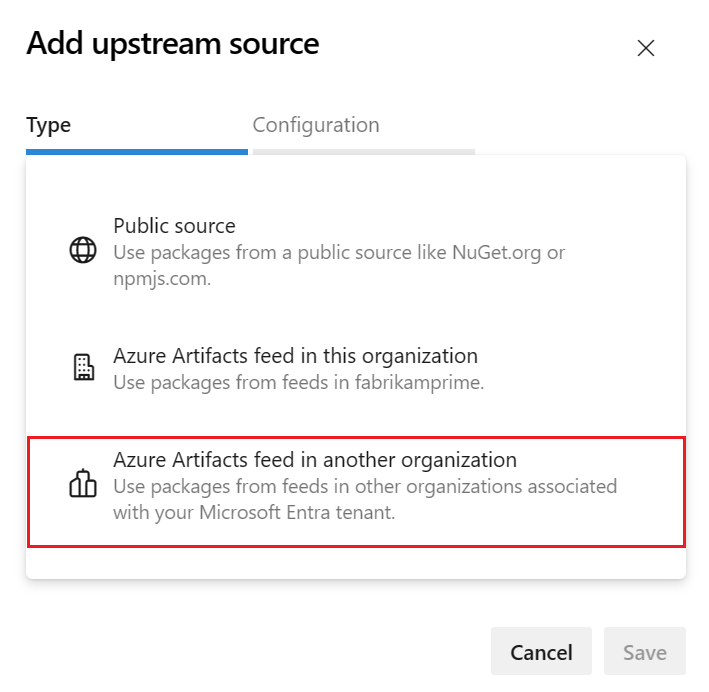 Add upstream source
Type
Configuration
Public source
Use packages from a public source like NuGet.org or
npmjs.com.
Azure Artifacts feed in this organization
Use packages from feeds in fabrikamprime.
Azure Artifacts feed in another organization
Use packages from feeds in other organizations associated
with your Microsoft Entra tenant.
Cancel
Save